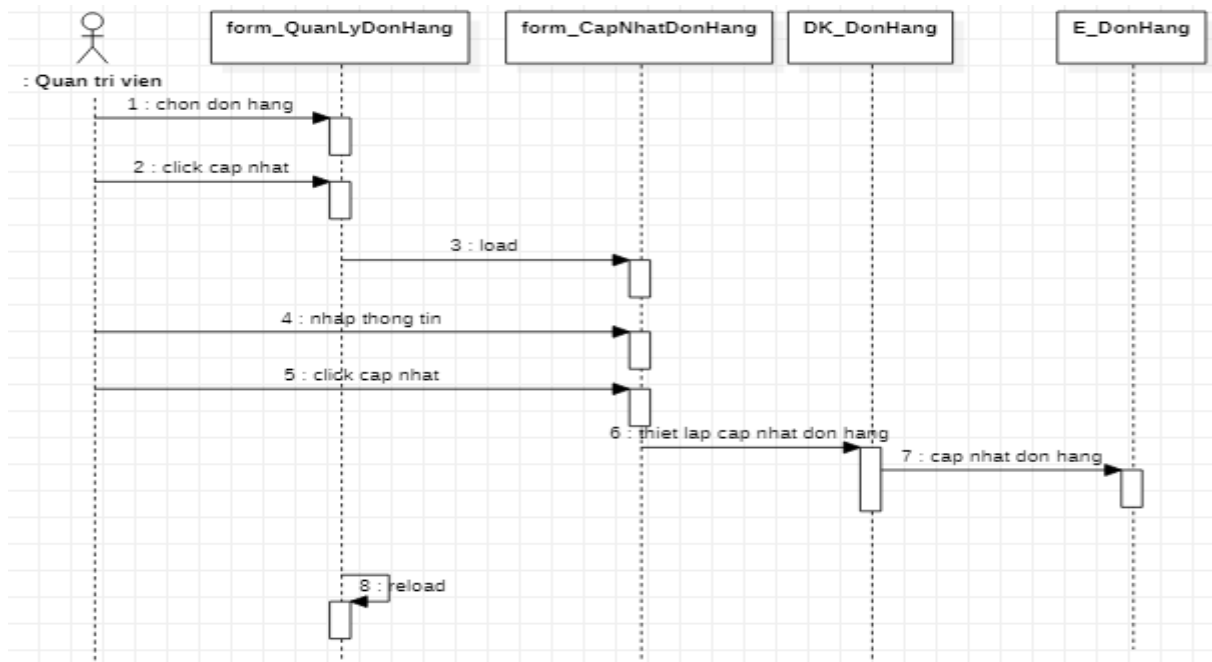 form_QuanLyDonHang
form_CapNhatDonHang
DK_DonHang
E_DonHang
: Quan tri vien
1 : chon don hang
2 : click cap nhat
3 : load
4 : nhap thong tin
5 : click cap nhat
6 : thiet lap cap nhat don hang
7 : cap nhat don hang
8 : reload